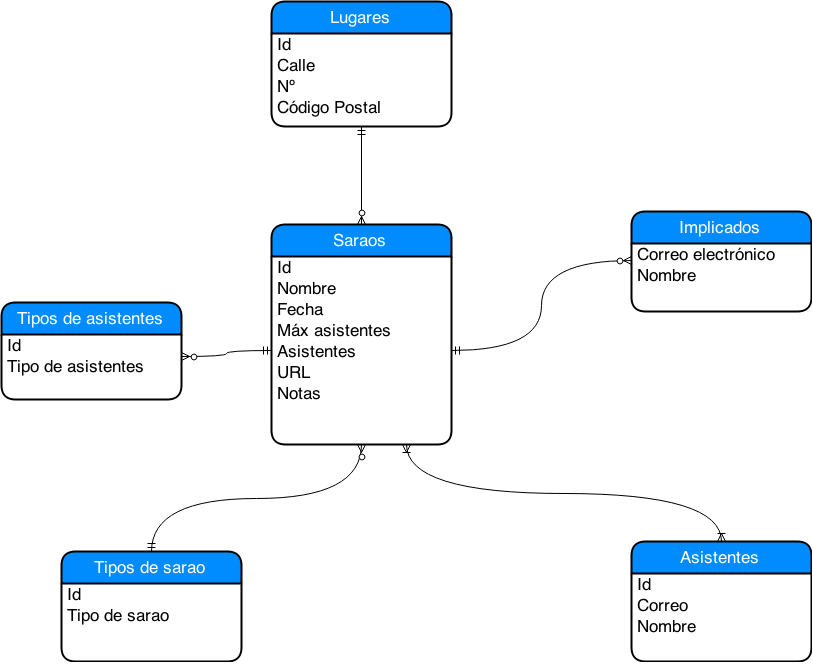 Lugares
Id
Calle
Nº
Código Postal
Saraos
Id
Nombre
Fecha
Máx asistentes
Asistentes
URL
Notas
Implicados
Correo electrónico
Nombre
Tipos de asistentes
Id
Tipo de asistentes
Tipos de sarao
Id
Tipo de sarao
Asistentes
Id
Correo
Nombre